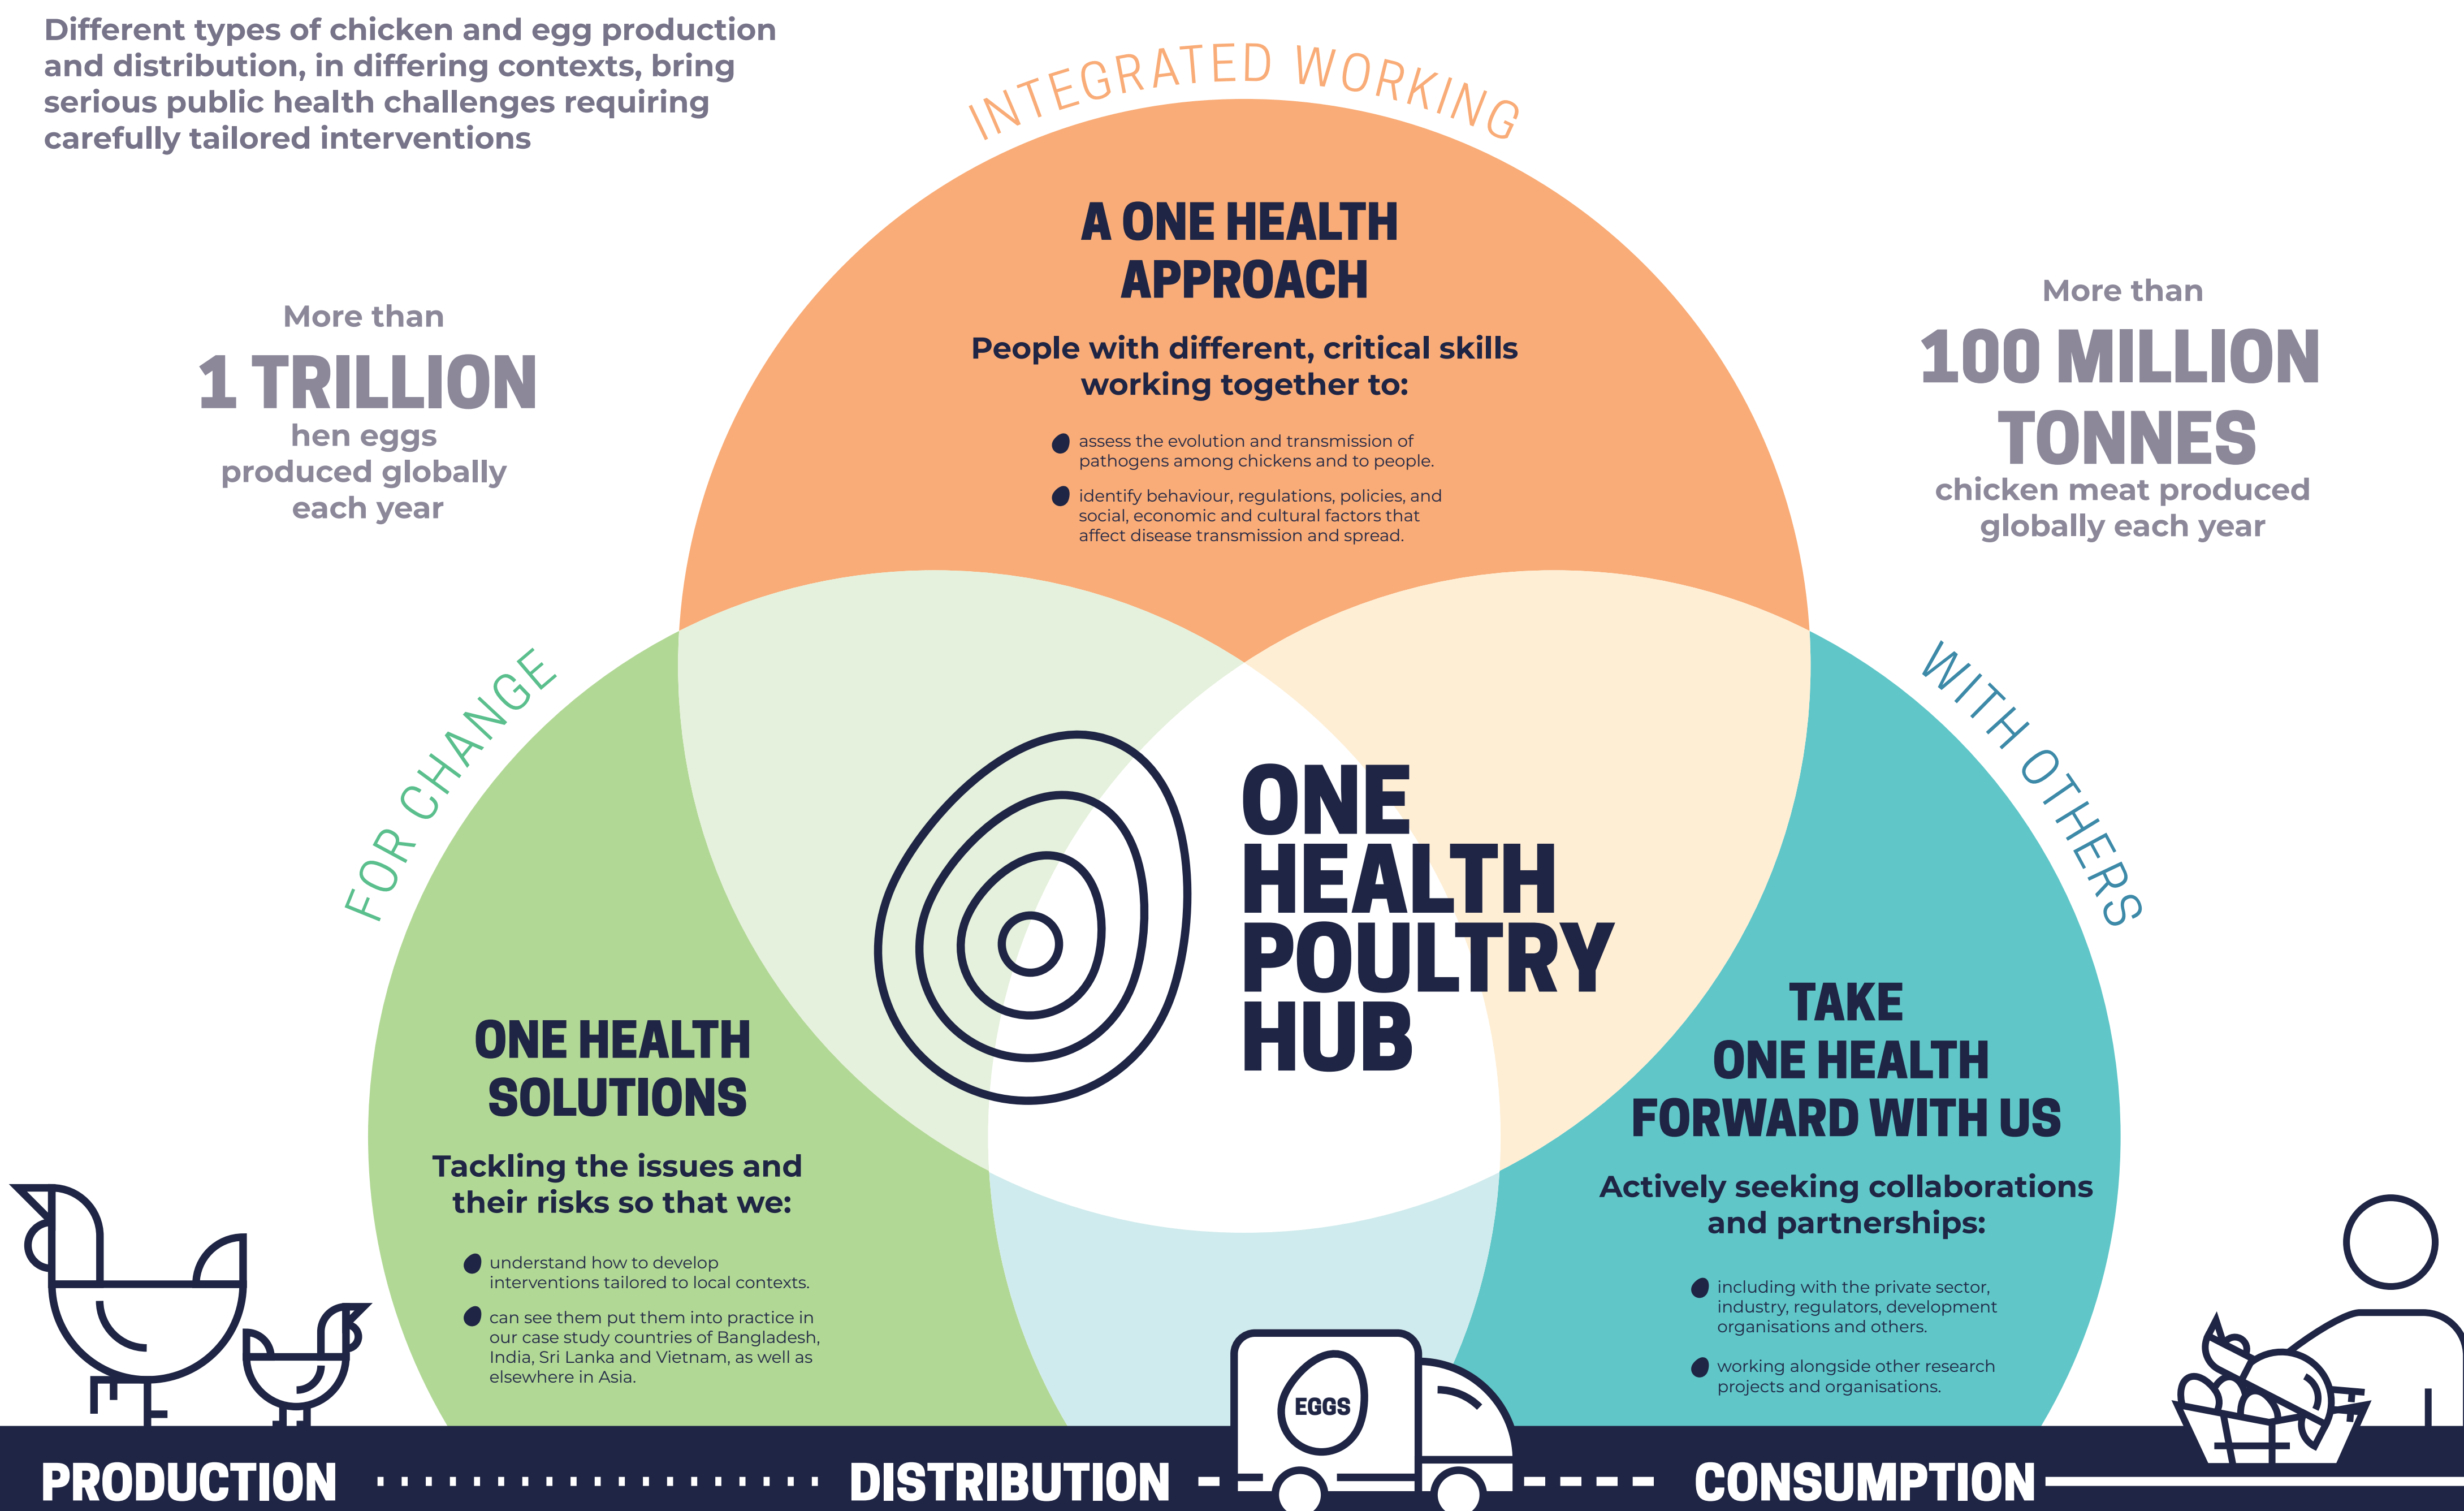 Different types of chicken and egg production
and distribution, in differing contexts, bring
serious public health challenges requiring
carefully tailored interventions
INTEGRATED WORKING
A ONE HEALTH
APPROACH
People with different, critical skills
working together to:
assess the evolution and transmission of
pathogens among chickens and to people.
identify behaviour, regulations, policies, and
social, economic and cultural factors that
affect disease transmission and spread.
More than
1 TRILLION
hen eggs
produced globally
each year
More than
100 MILLION
TONNES
chicken meat produced
globally each year
FOR CHANGE
WITH OTHERS
ONE
HEALTH
POULTRY
HUB
ONE HEALTH
SOLUTIONS
Tackling the issues and
their risks so that we:
understand how to develop
interventions tailored to local contexts.
can see them put them into practice in
our case study countries of Bangladesh,
India, Sri Lanka and Vietnam, as well as
elsewhere in Asia.
TAKE
ONE HEALTH
FORWARD WITH US
Actively seeking collaborations
and partnerships:
including with the private sector,
industry, regulators, development
organisations and others.
working alongside other research
projects and organisations.
EGGS
PRODUCTION
DISTRIBUTION
CONSUMPTION